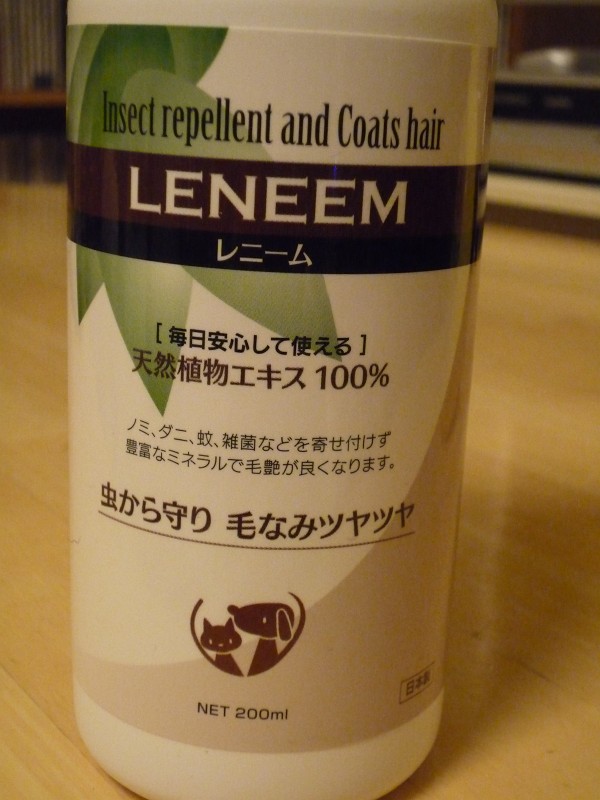 Insect repellent and Coats hair
LENEEM
レニーム
[ 毎日安心して使える ]
天然植物エキス 100%
ノミ、ダニ、蚊、雑菌などを寄せ付けず
豊富なミネラルで毛艶が良くなります。
虫から守り 毛なみツヤツヤ
日本製
NET 200ml